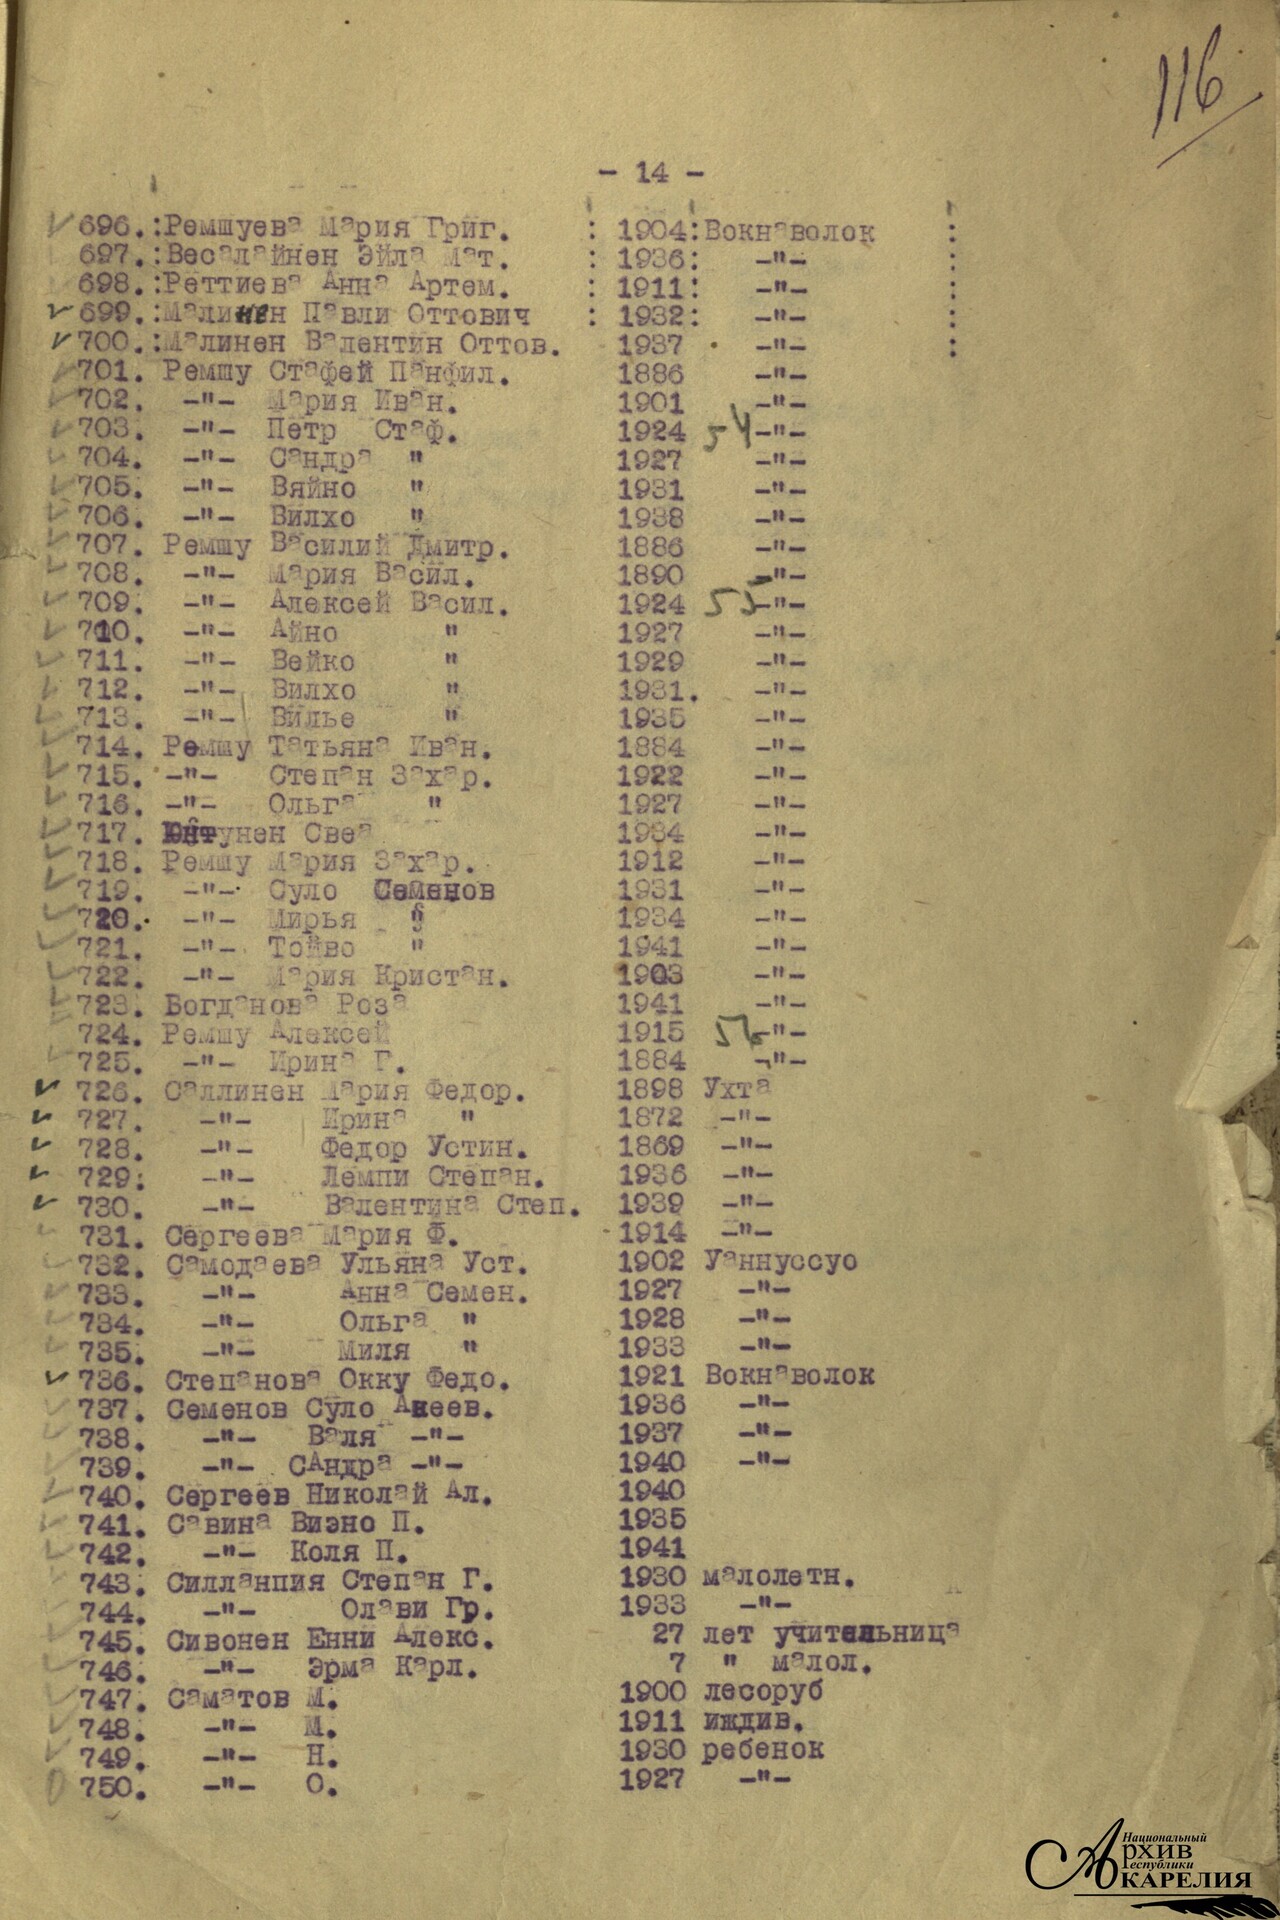 116
- 14 -
696.:Ремшуева Мария Григ. : 1904: Вокнаволок :
697.:Весалайнен Эйла Мат. : 1936: -"- :
698.:Реттиева Анна Артем. : 1911: -"- :
699.:Малинен Павли Оттович : 1932: -"- :
700.:Малинен Валентин Оттов. 1937 -"- :
701. Ремшу Стафей Панфил. 1886 -"-
702. -"- Мария Иван. 1901 -"-
703. -"- Петр Стаф. 1924 54 -"-
704. -"- Сандра " 1927 -"-
705. -"- Вяйно " 1931 -"-
706. -"- Вилхо " 1938 -"-
707. Ремшу Василий Дмитр. 1886 -"-
708. -"- Мария Васил. 1890 -"-
709. -"- Алексей Васил. 1924 55 -"-
710. -"- Айно " 1927 -"-
711. -"- Вейко " 1929 -"-
712. -"- Вилхо " 1931. -"-
713. -"- Вилье " 1935 -"-
714. Ремшу Татьяна Иван. 1884 -"-
715. -"- Степан Захар. 1922 -"-
716. -"- Ольга " 1927 -"-
717. Юнтунен Свеа 1934 -"-
718. Ремшу Мария Захар. 1912 -"-
719. -"- Суло Семенов 1931 -"-
720. -"- Мирья " 1934 -"-
721. -"- Тойво " 1941 -"-
722. -"- Мария Кристан. 1903 -"-
723. Богданова Роза 1941 -"-
724. Ремшу Алексей 1915 56 -"-
725. -"- Ирина Г. 1884 -"-
726. Саллинен Мария Федор. 1898 Ухта
727. -"- Ирина " 1872 -"-
728. -"- Федор Устин. 1869 -"-
729. -"- Лемпи Степан. 1936 -"-
730. -"- Валентина Степ. 1939 -"-
731. Сергеева Мария Ф. 1914 -"-
732. Самодаева Ульяна Уст. 1902 Уаннуссуо
733. -"- Анна Семен. 1927 -"-
734. -"- Ольга " 1928 -"-
735. -"- Миля " 1933 -"-
736. Степанова Окку Федо. 1921 Вокнаволок
737. Семенов Суло Акеев. 1936 -"-
738. -"- Валя -"- 1937 -"-
739. -"- САндра -"- 1940 -"-
740. Сергеев Николай Ал. 1940
741. Савина Виэно П. 1935
742. -"- Коля П. 1941
743. Силланпия Степан Г. 1930 малолетн.
744. -"- Олави Гр. 1933 -"-
745. Сивонен Енни Алекс. 27 лет учительница
746. -"- Эрма Карл. 7 " малол.
747. Саматов М. 1900 лесоруб
748. -"- М. 1911 иждив.
749. -"- Н. 1930 ребенок
750. -"- О. 1927 -"-
Национальный
Архив
Республики
КАРЕЛИЯ